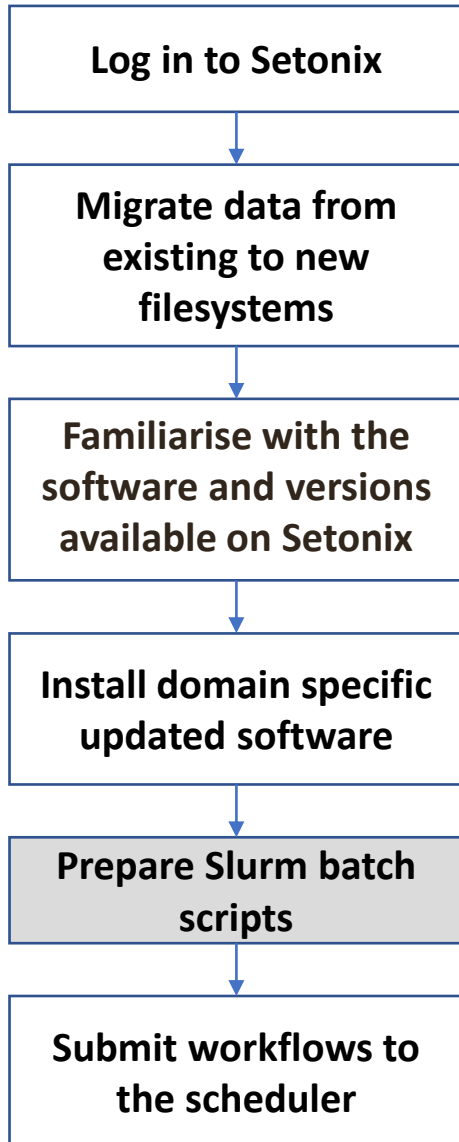 Log in to Setonix
Migrate data from
existing to new
filesystems
Familiarise with the
software and versions
available on Setonix
Install domain specific
updated software
Prepare Slurm batch
scripts
Submit workflows to
the scheduler